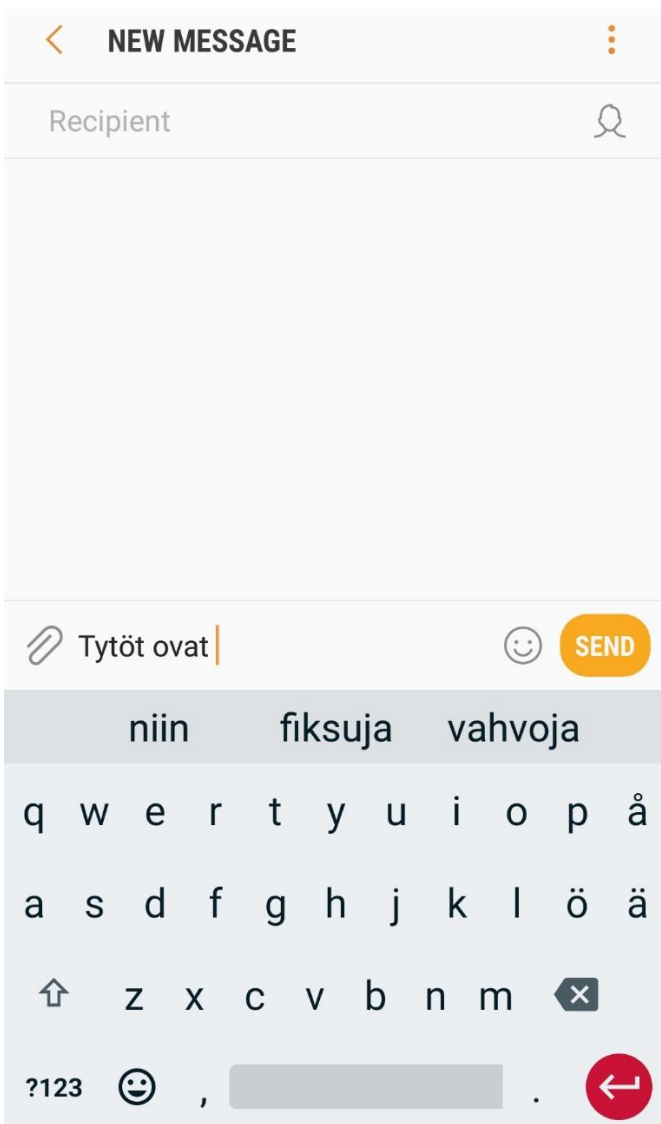 NEW MESSAGE
Recipient
Tytöt ovat
SEND
niin fiksuja vahvoja
q w e r t y u i o p å
a s d f g h j k l ö ä
z x c v b n m
?123 , .